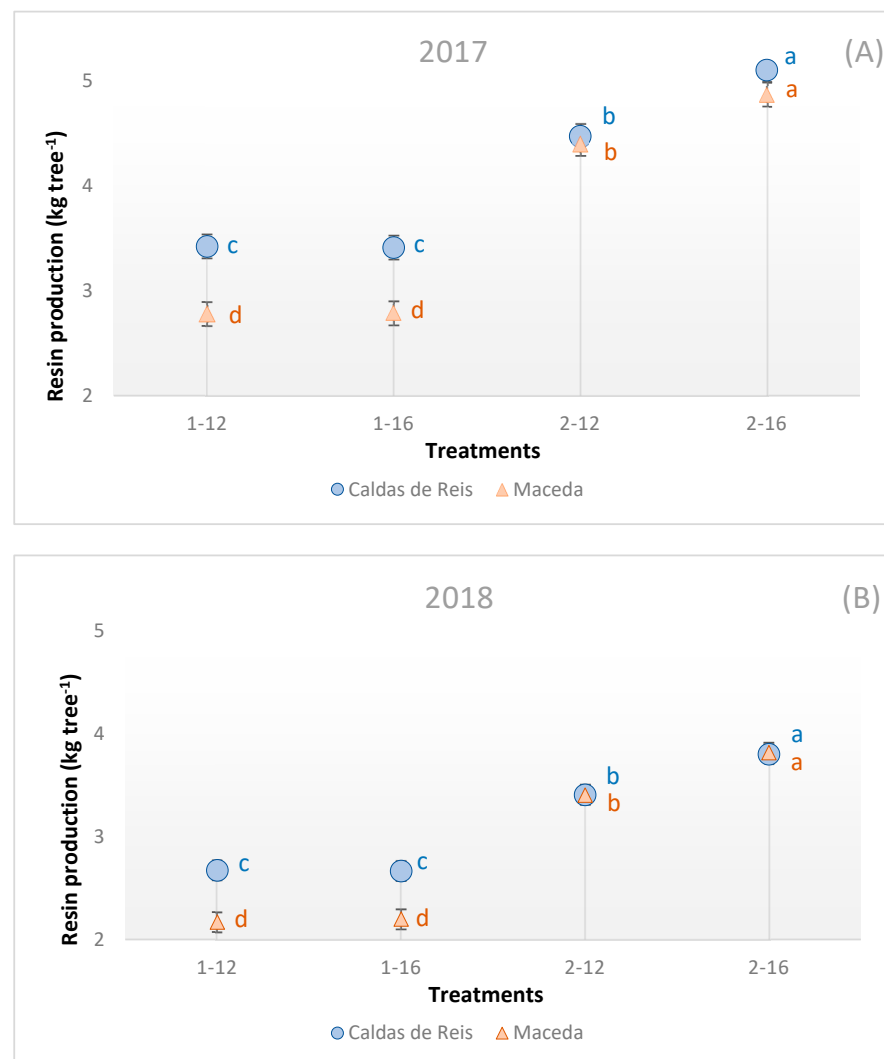 2017 (A)
5
4
3
2
Resin production (kg tree⁻¹)
a
a
b
b
c
c
d
d
1-12 1-16 2-12 2-16
Treatments
Caldas de Reis Maceda
2018 (B)
5
4
3
2
Resin production (kg tree⁻¹)
a
a
b
b
c
c
d
d
1-12 1-16 2-12 2-16
Treatments
Caldas de Reis Maceda